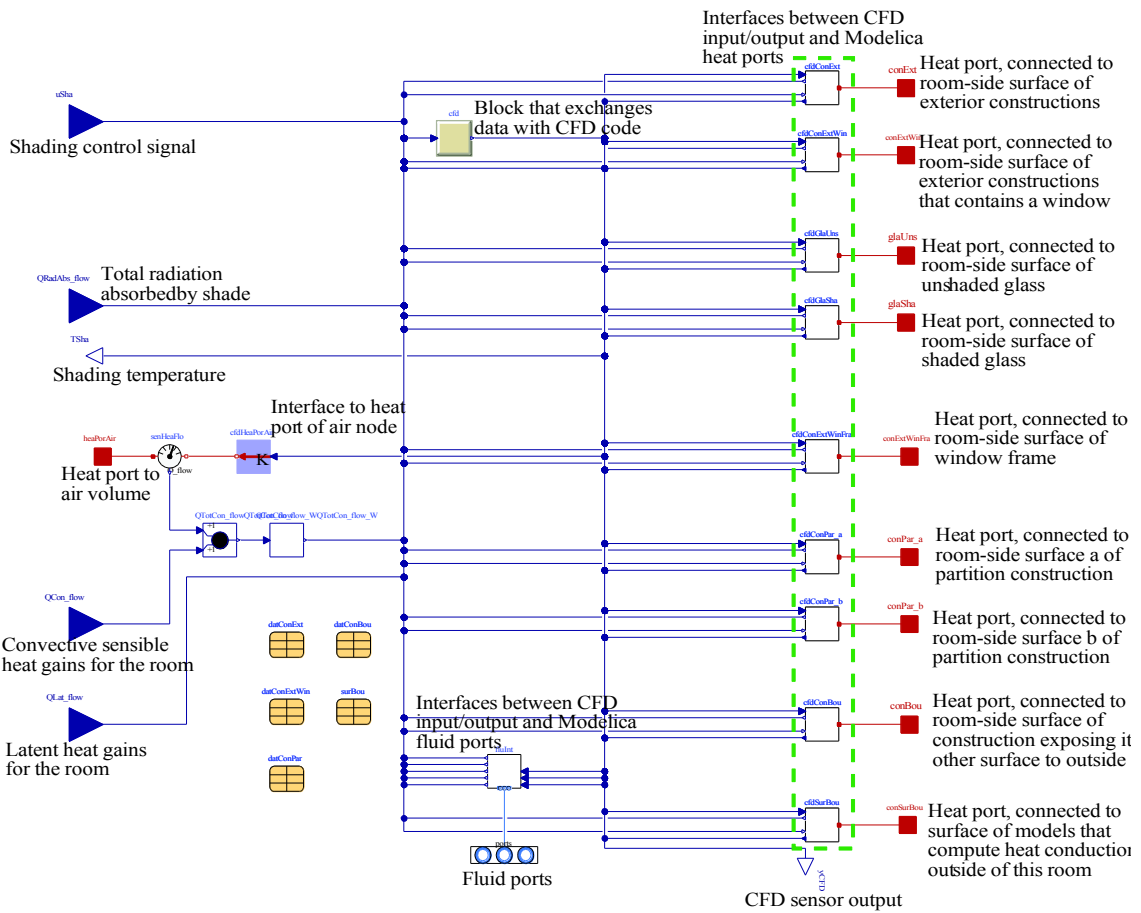 Interfaces between CFD
input/output and Modelica
heat ports
cfdConExt
conExt
Heat port, connected to
room-side surface of
exterior constructions
uSha
Shading control signal
cfd
Block that exchanges
data with CFD code
cfdConExtWin
conExtWin
Heat port, connected to
room-side surface of
exterior constructions
that contains a window
cfdGlaUns
glaUns
Heat port, connected to
room-side surface of
unshaded glass
QRadAbs_flow
Total radiation
absorbedby shade
cfdGlaSha
glaSha
Heat port, connected to
room-side surface of
shaded glass
TSha
Shading temperature
Interface to heat
port of air node
heaPorAir
senHeaFlo
cfdHeaPorAir
K
_flow
Heat port to
air volume
cfdConExtWinFra
conExtWinFra
Heat port, connected to
room-side surface of
window frame
QTotCon_flow
QTotCon_flow_W
QTotCon_flow_W
+1
+1
cfdConPar_a
conPar_a
Heat port, connected to
room-side surface a of
partition construction
QCon_flow
Convective sensible
heat gains for the room
cfdConPar_b
conPar_b
Heat port, connected to
room-side surface b of
partition construction
datConExt
datConBou
datConExtWin
surBou
datConPar
QLat_flow
Latent heat gains
for the room
Interfaces between CFD
input/output and Modelica
fluid ports
fluInt
cfdConBou
conBou
Heat port, connected to
room-side surface of
construction exposing it
other surface to outside
cfdSurBou
conSurBou
Heat port, connected to
surface of models that
compute heat conduction
outside of this room
ports
Fluid ports
yCFD
CFD sensor output